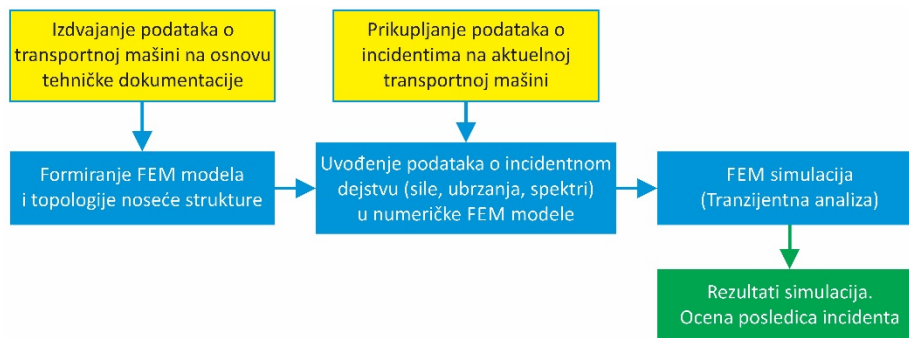 Izdvajanje podataka o
transportnoj mašini na osnovu
tehničke dokumentacije
Prikupljanje podataka o
incidentima na aktuelnoj
transportnoj mašini
Formiranje FEM modela
i topologije noseće strukture
Uvođenje podataka o incidentnom
dejstvu (sile, ubrzanja, spektri)
u numeričke FEM modele
FEM simulacija
(Tranzijentna analiza)
Rezultati simulacija.
Ocena posledica incidenta